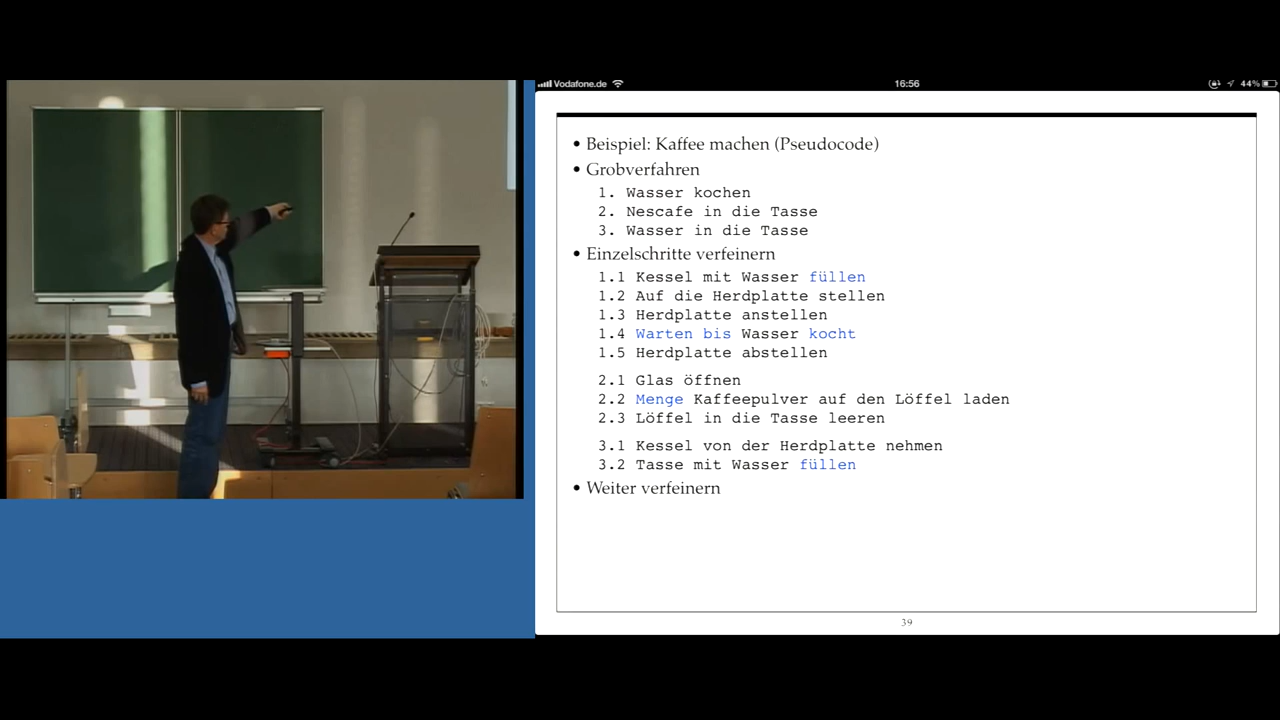 Vodafone.de 16:56 44%
• Beispiel: Kaffee machen (Pseudocode)
• Grobverfahren
1. Wasser kochen
2. Nescafe in die Tasse
3. Wasser in die Tasse
• Einzelschritte verfeinern
1.1 Kessel mit Wasser füllen
1.2 Auf die Herdplatte stellen
1.3 Herdplatte anstellen
1.4 Warten bis Wasser kocht
1.5 Herdplatte abstellen
2.1 Glas öffnen
2.2 Menge Kaffeepulver auf den Löffel laden
2.3 Löffel in die Tasse leeren
3.1 Kessel von der Herdplatte nehmen
3.2 Tasse mit Wasser füllen
• Weiter verfeinern
39